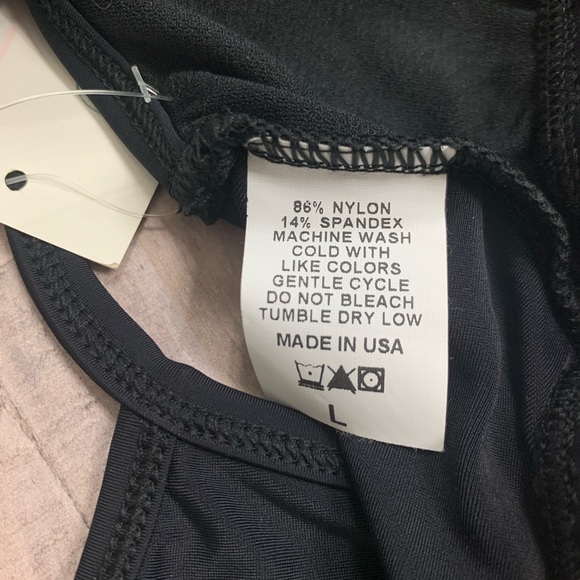 86% NYLON
14% SPANDEX
MACHINE WASH
COLD WITH
LIKE COLORS
GENTLE CYCLE
DO NOT BLEACH
TUMBLE DRY LOW
MADE IN USA
L